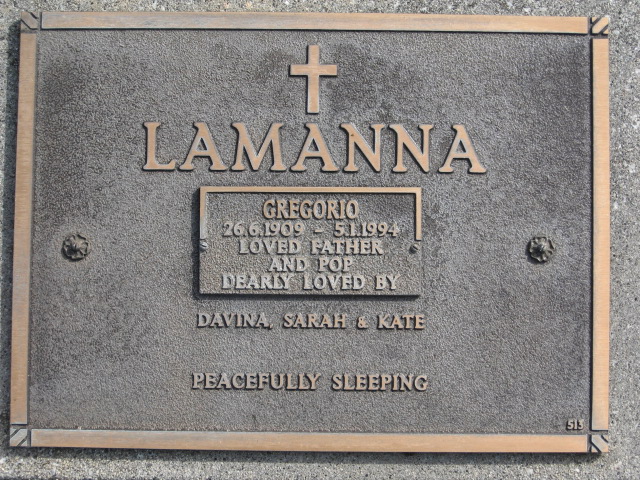 LAMANNA
GREGORIO
26.6.1909 - 5.1.1994
LOVED FATHER
AND POP
DEARLY LOVED BY
DAVINA, SARAH & KATE
PEACEFULLY SLEEPING
513